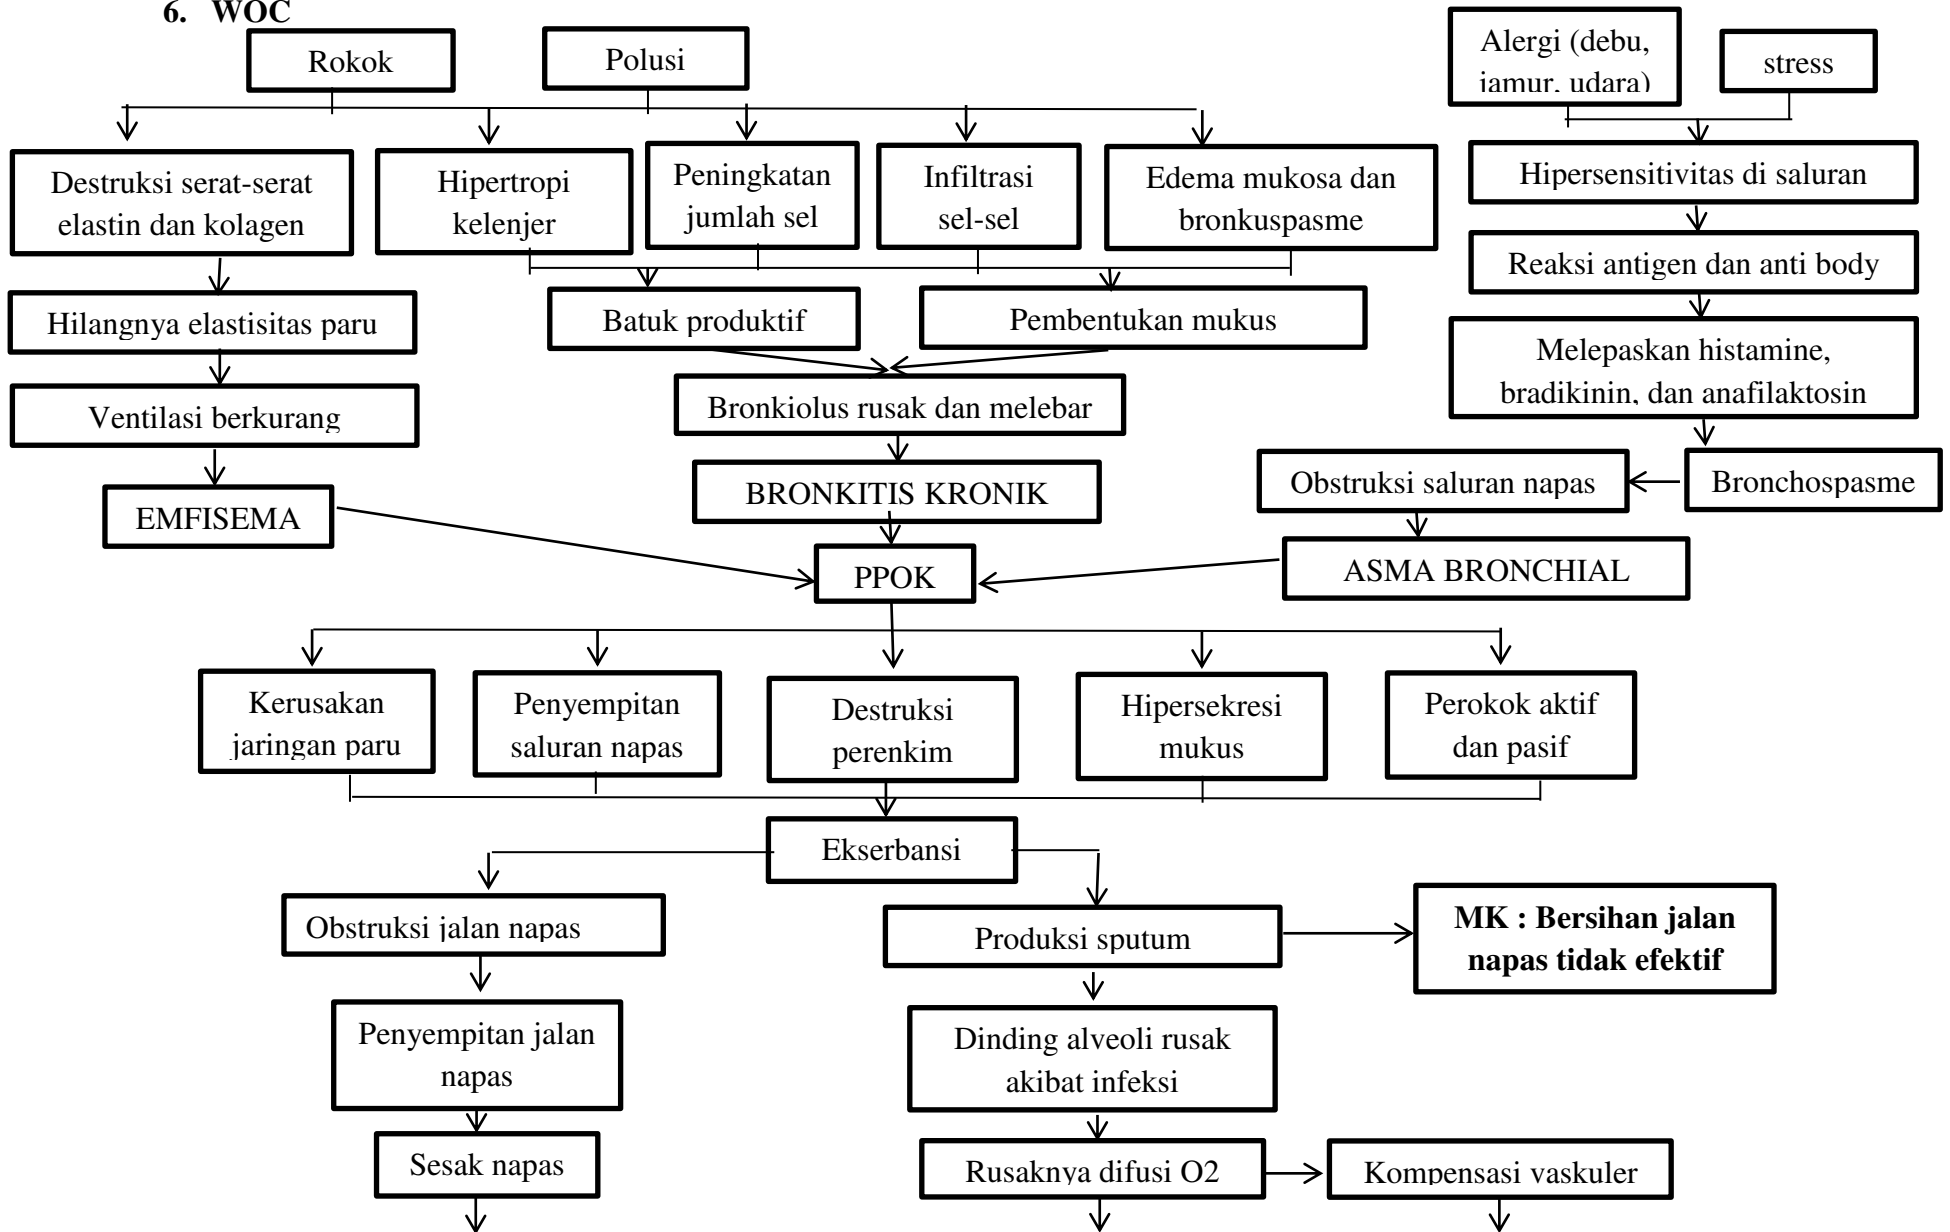 6. WOC
Rokok
Polusi
Alergi (debu,
jamur, udara)
stress
Destruksi serat-serat
elastin dan kolagen
Hipertropi
kelenjer
Peningkatan
jumlah sel
Infiltrasi
sel-sel
Edema mukosa dan
bronkuspasme
Hipersensitivitas di saluran
Reaksi antigen dan anti body
Hilangnya elastisitas paru
Batuk produktif
Pembentukan mukus
Melepaskan histamine,
bradikinin, dan anafilaktosin
Ventilasi berkurang
Bronkiolus rusak dan melebar
EMFISEMA
BRONKITIS KRONIK
Obstruksi saluran napas
Bronchospasme
PPOK
ASMA BRONCHIAL
Kerusakan
jaringan paru
Penyempitan
saluran napas
Destruksi
perenkim
Hipersekresi
mukus
Perokok aktif
dan pasif
Ekserbansi
Obstruksi jalan napas
Produksi sputum
MK : Bersihan jalan
napas tidak efektif
Penyempitan jalan
napas
Dinding alveoli rusak
akibat infeksi
Sesak napas
Rusaknya difusi O2
Kompensasi vaskuler